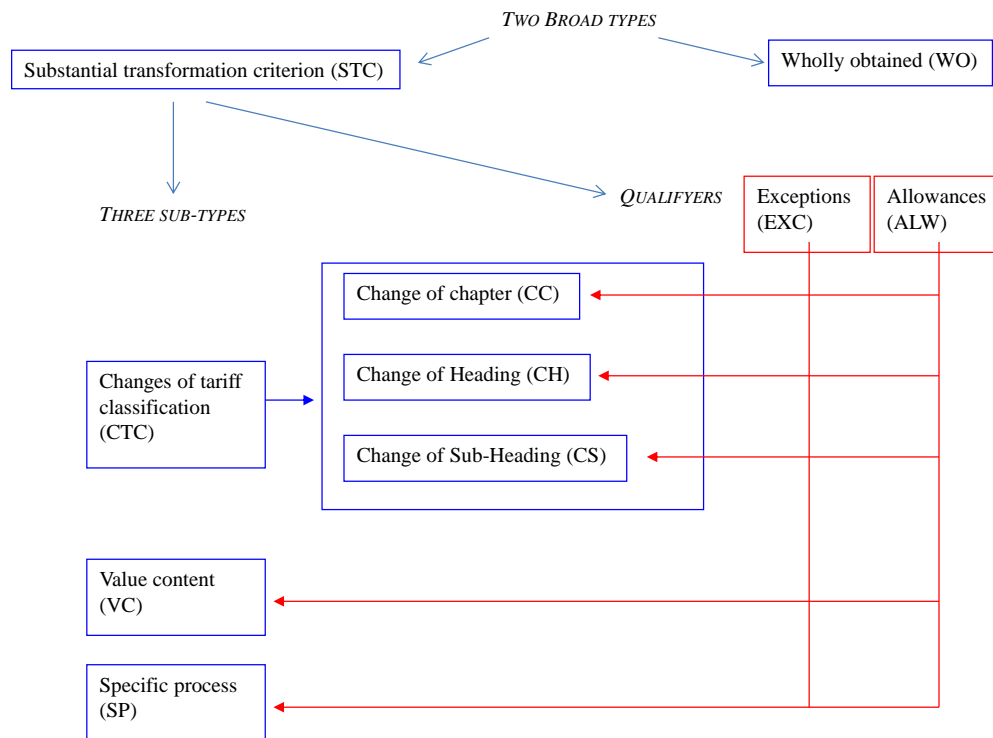 TWO BROAD TYPES
Substantial transformation criterion (STC)
Wholly obtained (WO)
THREE SUB-TYPES
QUALIFYERS
Exceptions
(EXC)
Allowances
(ALW)
Change of chapter (CC)
Changes of tariff
classification
(CTC)
Change of Heading (CH)
Change of Sub-Heading (CS)
Value content
(VC)
Specific process
(SP)